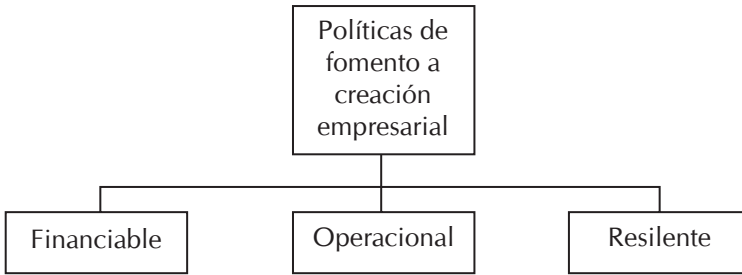 Políticas de
fomento a
creación
empresarial
Financiable
Operacional
Resilente